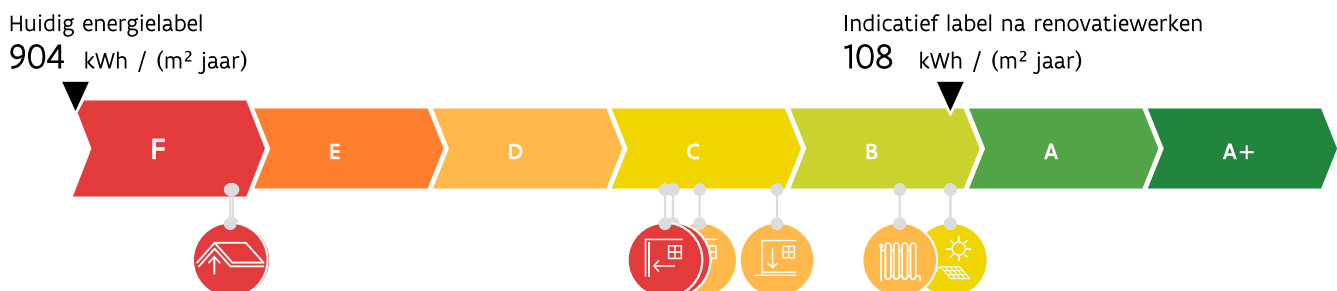 Huidig energielabel
904 kWh / (m² jaar)
Indicatief label na renovatiewerken
108 kWh / (m² jaar)
F E D C B A A+